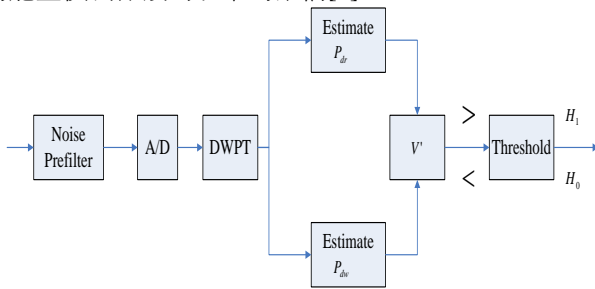 Estimate
P_dr
Noise
Prefilter
A/D
DWPT
V'
>
<
Threshold
H_1
H_0
Estimate
P_dw